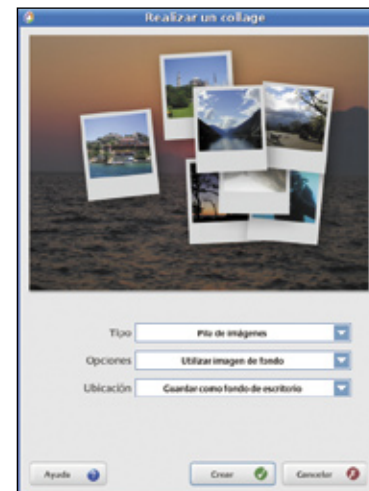 Realizar un collage
Tipo Pila de imágenes
Opciones Utilizar imagen de fondo
Ubicación Guardar como fondo de escritorio
Ayuda Crear Cancelar